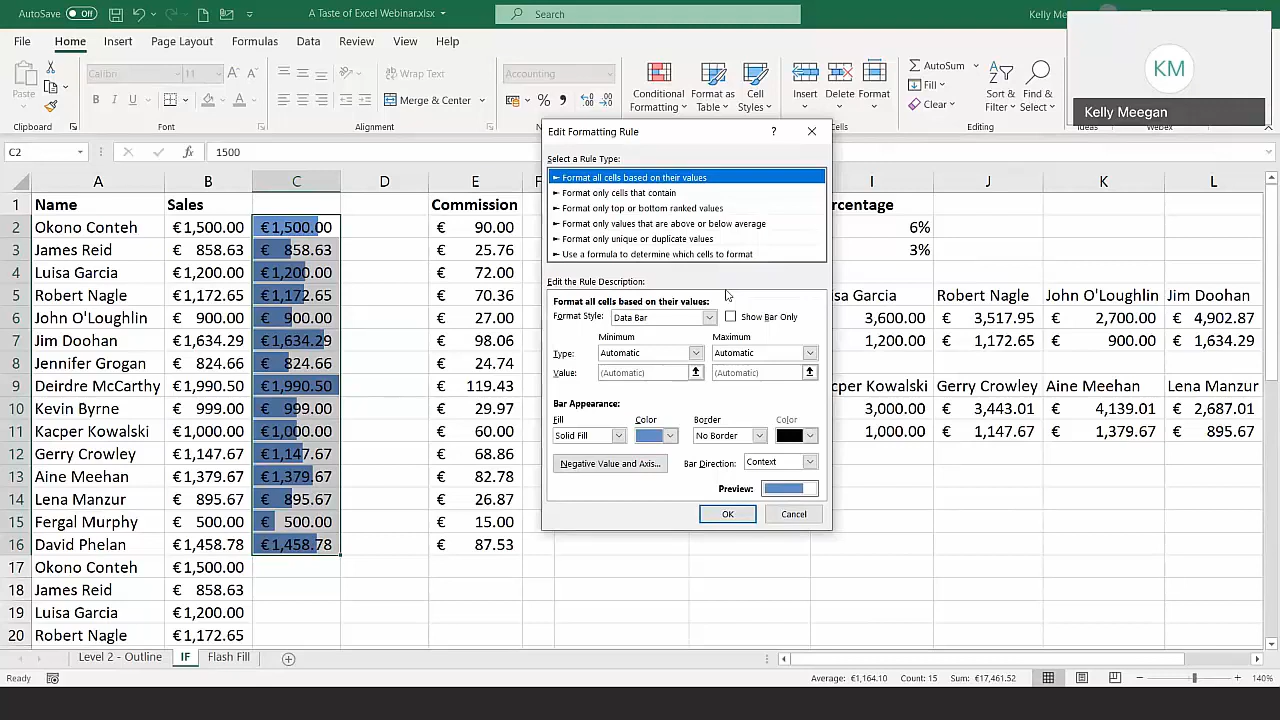 AutoSave Off
A Taste of Excel Webinar.xlsx
Search
Kelly Me
KM
Kelly Meegan
File Home Insert Draw Page Layout Formulas Data Review View Help
Paste
Calibri 11
B I U
Wrap Text
Merge & Center
Accounting
Conditional Formatting
Format as Table
Cell Styles
Insert Delete Format
AutoSum
Fill
Clear
Sort & Filter
Find & Select
Clipboard Font Alignment Editing
C2 fx 1500
A B C D E F I J K L
1 Name Sales Commission rcentage
2 Okono Conteh €1,500.00 €1,500.00 € 90.00 6%
3 James Reid € 858.63 € 858.63 € 25.76 3%
4 Luisa Garcia €1,200.00 €1,200.00 € 72.00
5 Robert Nagle €1,172.65 €1,172.65 € 70.36 sa Garcia Robert Nagle John O'Loughlin Jim Doohan
6 John O'Loughlin € 900.00 € 900.00 € 27.00 3,600.00 € 3,517.95 € 2,700.00 € 4,902.87
7 Jim Doohan €1,634.29 €1,634.29 € 98.06 1,200.00 € 1,172.65 € 900.00 € 1,634.29
8 Jennifer Grogan € 824.66 € 824.66 € 24.74
9 Deirdre McCarthy €1,990.50 €1,990.50 € 119.43 cper Kowalski Gerry Crowley Aine Meehan Lena Manzur
10 Kevin Byrne € 999.00 € 999.00 € 29.97 3,000.00 € 3,443.01 € 4,139.01 € 2,687.01
11 Kacper Kowalski €1,000.00 €1,000.00 € 60.00 1,000.00 € 1,147.67 € 1,379.67 € 895.67
12 Gerry Crowley €1,147.67 €1,147.67 € 68.86
13 Aine Meehan €1,379.67 €1,379.67 € 82.78
14 Lena Manzur € 895.67 € 895.67 € 26.87
15 Fergal Murphy € 500.00 € 500.00 € 15.00
16 David Phelan €1,458.78 €1,458.78 € 87.53
17 Okono Conteh €1,500.00
18 James Reid € 858.63
19 Luisa Garcia €1,200.00
20 Robert Nagle €1,172.65
Edit Formatting Rule ?
Select a Rule Type:
► Format all cells based on their values
► Format only cells that contain
► Format only top or bottom ranked values
► Format only values that are above or below average
► Format only unique or duplicate values
► Use a formula to determine which cells to format
Edit the Rule Description:
Format all cells based on their values:
Format Style: Data Bar Show Bar Only
Minimum Maximum
Type: Automatic Automatic
Value: (Automatic) (Automatic)
Bar Appearance:
Fill Color Border Color
Solid Fill No Border
Negative Value and Axis... Bar Direction: Context
Preview:
OK Cancel
Level 2 - Outline IF Flash Fill
Ready Average: €1,164.10 Count: 15 Sum: €17,461.52 140%